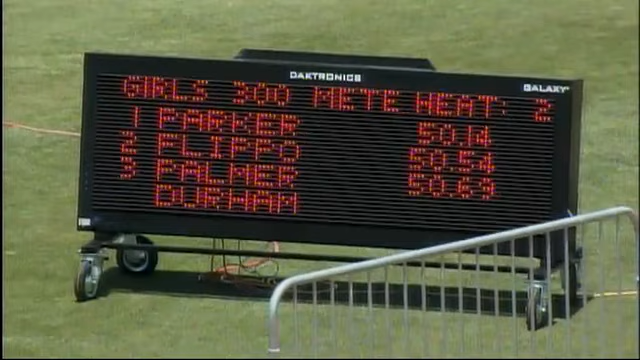 DAKTRONICS
GALAXY
GIRLS 300 METE HEAT: 2
1 PARKER 50.14
2 FLIPPO 50.54
3 PALMER 50.63
DURHAM